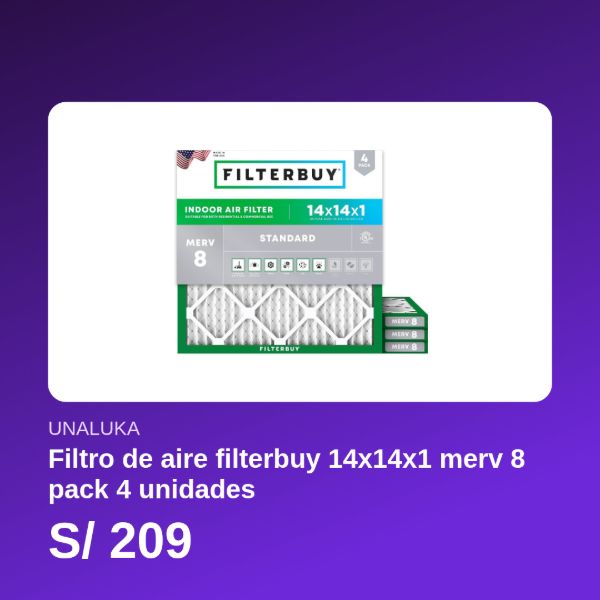 4
PACK
FILTERBUY
INDOOR AIR FILTER
14x14x1
MERV
8
STANDARD
FILTERBUY
MERV 8
MERV 8
MERV 8
UNALUKA
Filtro de aire filterbuy 14x14x1 merv 8
pack 4 unidades
S/ 209